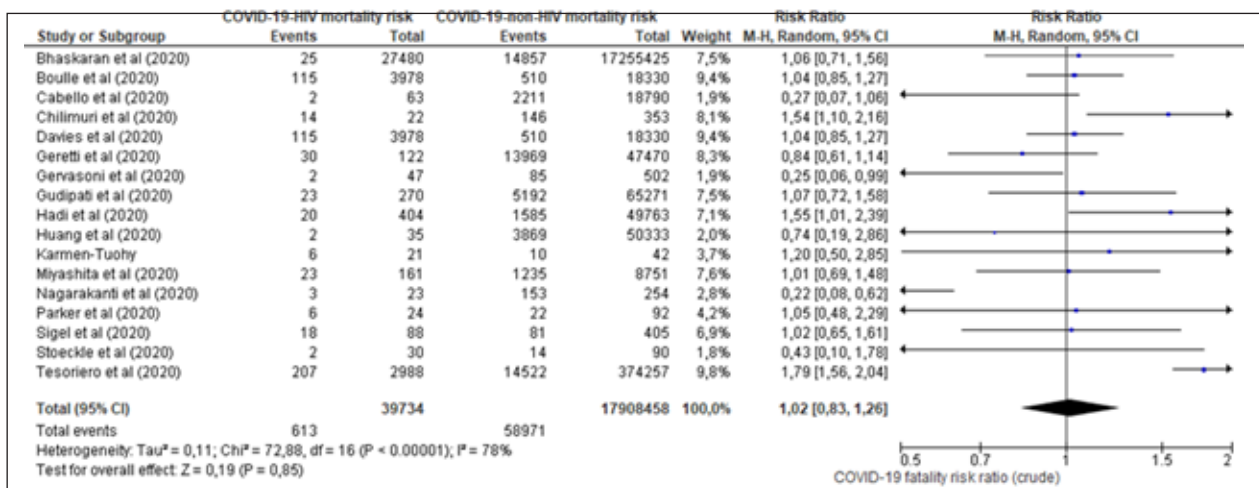 COVID-19-HIV mortality risk COVID-19-non-HIV mortality risk Risk Ratio Risk Ratio
Study or Subgroup Events Total Events Total Weight M-H, Random, 95% CI M-H, Random, 95% CI
Bhaskaran et al (2020) 25 27480 14857 17255425 7,5% 1,06 [0,71, 1,56]
Boulle et al (2020) 115 3978 510 18330 9,4% 1,04 [0,85, 1,27]
Cabello et al (2020) 2 63 2211 18790 1,9% 0,27 [0,07, 1,06]
Chilimuri et al (2020) 14 22 146 353 8,1% 1,54 [1,10, 2,16]
Davies et al (2020) 115 3978 510 18330 9,4% 1,04 [0,85, 1,27]
Geretti et al (2020) 30 122 13969 47470 8,3% 0,84 [0,61, 1,14]
Gervasoni et al (2020) 2 47 85 502 1,9% 0,25 [0,06, 0,99]
Gudipati et al (2020) 23 270 5192 65271 7,5% 1,07 [0,72, 1,58]
Hadi et al (2020) 20 404 1585 49763 7,1% 1,55 [1,01, 2,39]
Huang et al (2020) 2 35 3869 50333 2,0% 0,74 [0,19, 2,86]
Karmen-Tuohy 6 21 10 42 3,9% 1,20 [0,50, 2,85]
Miyashita et al (2020) 23 161 1235 8751 7,6% 1,01 [0,69, 1,48]
Nagarakanti et al (2020) 3 23 153 254 2,8% 0,22 [0,08, 0,62]
Parker et al (2020) 6 24 22 92 4,2% 1,05 [0,48, 2,29]
Sigel et al (2020) 18 88 81 405 6,9% 1,02 [0,65, 1,61]
Stoeckle et al (2020) 2 30 14 90 1,8% 0,43 [0,10, 1,78]
Tesoriero et al (2020) 207 2988 14522 374257 9,8% 1,79 [1,56, 2,04]
Total (95% CI) 39734 17908458 100,0% 1,02 [0,83, 1,26]
Total events 613 58971
Heterogeneity: Tau² = 0,11; Chi² = 72,88, df = 16 (P < 0.00001); I² = 78%
Test for overall effect: Z = 0,19 (P = 0,85)
0.5 0.7 1 1.5 2
COVID-19 fatality risk ratio (crude)